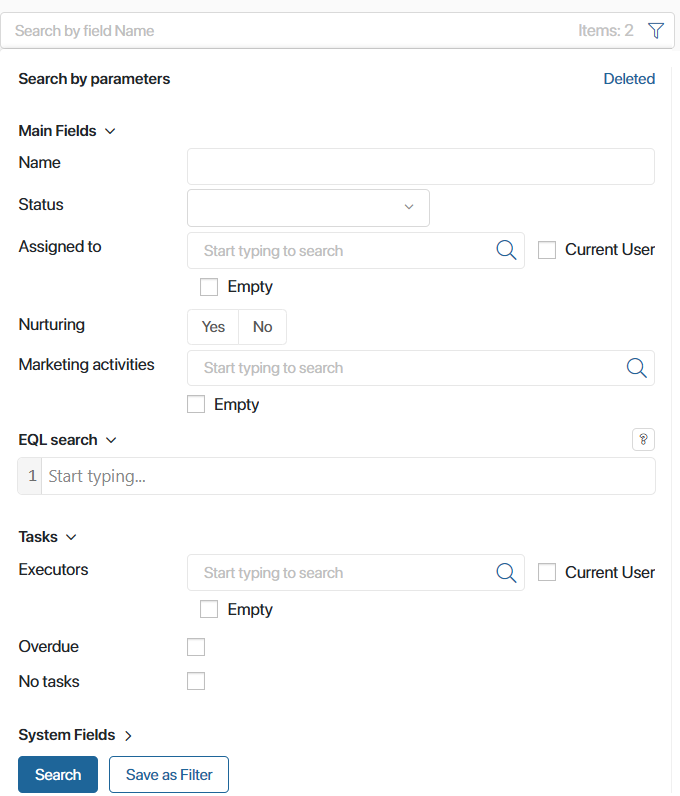 Search by field Name Items: 2
Search by parameters Deleted
Main Fields
Name
Status
Assigned to Start typing to search Current User
Empty
Nurturing Yes No
Marketing activities Start typing to search
Empty
EQL search ?
1 Start typing...
Tasks
Executors Start typing to search Current User
Empty
Overdue
No tasks
System Fields
Search Save as Filter